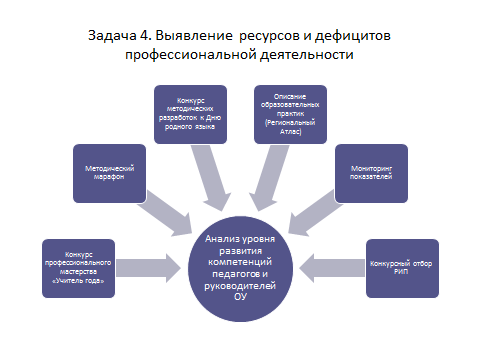 Задача 4. Выявление ресурсов и дефицитов
профессиональной деятельности
Конкурс
методических
разработок к Дню
родного языка
Описание
образовательных
практик
(Региональный
Атлас)
Методический
марафон
Мониторинг
показателей
Конкурс
профессионального
мастерства
«Учитель года»
Анализ уровня
развития
компетенций
педагогов и
руководителей
ОУ
Конкурсный отбор
РИП